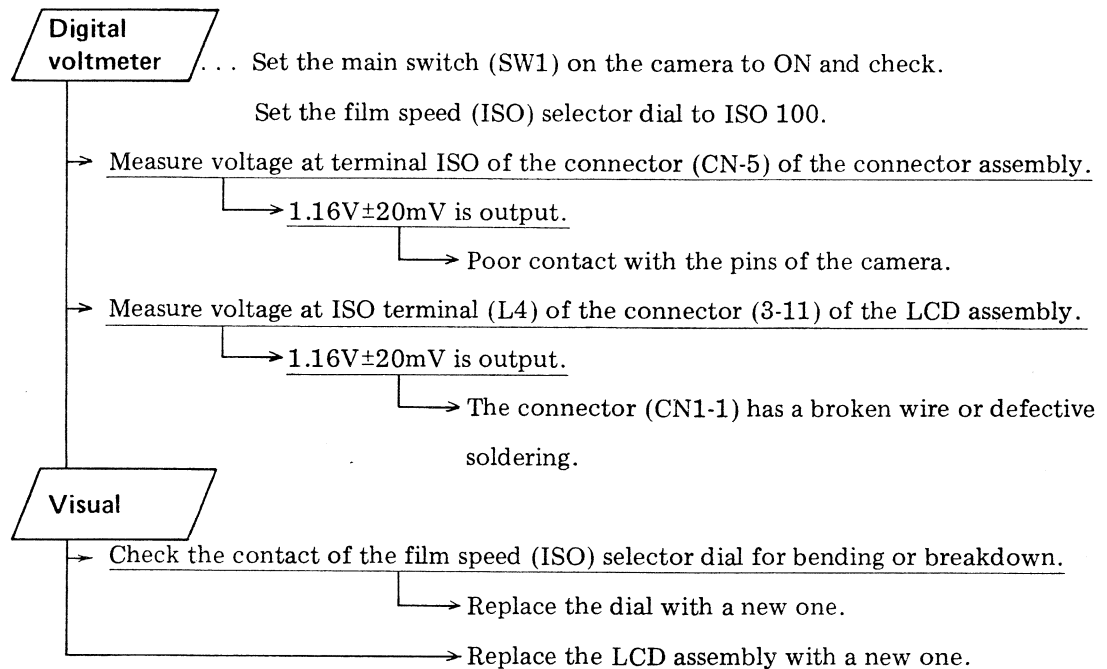 Digital
voltmeter ... Set the main switch (SW1) on the camera to ON and check.
Set the film speed (ISO) selector dial to ISO 100.
Measure voltage at terminal ISO of the connector (CN-5) of the connector assembly.
1.16V±20mV is output.
Poor contact with the pins of the camera.
Measure voltage at ISO terminal (L4) of the connector (3-11) of the LCD assembly.
1.16V±20mV is output.
The connector (CN1-1) has a broken wire or defective
soldering.
Visual
Check the contact of the film speed (ISO) selector dial for bending or breakdown.
Replace the dial with a new one.
Replace the LCD assembly with a new one.